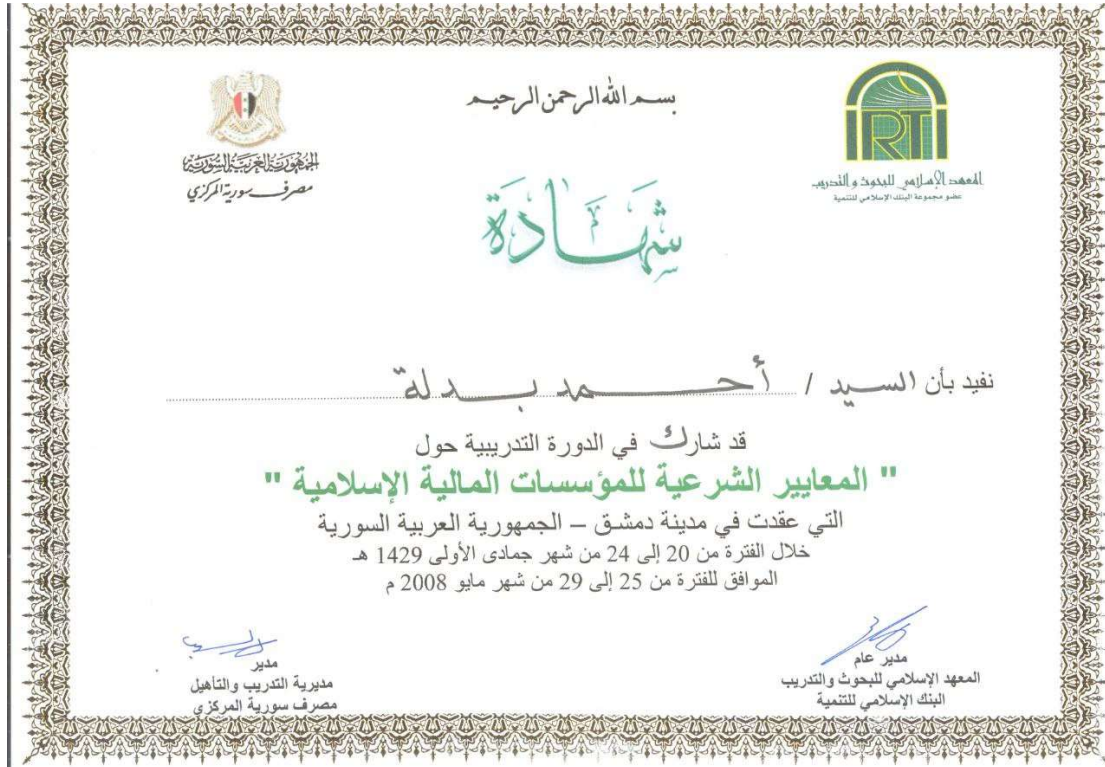 بسم الله الرحمن الرحيم
IRTI
المعهد الإسلامي للبحوث و التدريب
عضو مجموعة البنك الإسلامي للتنمية
الجمهورية العربية السورية
مصرف سورية المركزي
شهادة
نفيد بأن السيد / أحمد بدلة
قد شارك في الدورة التدريبية حول
" المعايير الشرعية للمؤسسات المالية الإسلامية "
التي عقدت في مدينة دمشق – الجمهورية العربية السورية
خلال الفترة من 20 إلى 24 من شهر جمادى الأولى 1429 هـ
الموافق للفترة من 25 إلى 29 من شهر مايو 2008 م
مدير عام
المعهد الإسلامي للبحوث والتدريب
البنك الإسلامي للتنمية
مدير
مديرية التدريب والتأهيل
مصرف سورية المركزي